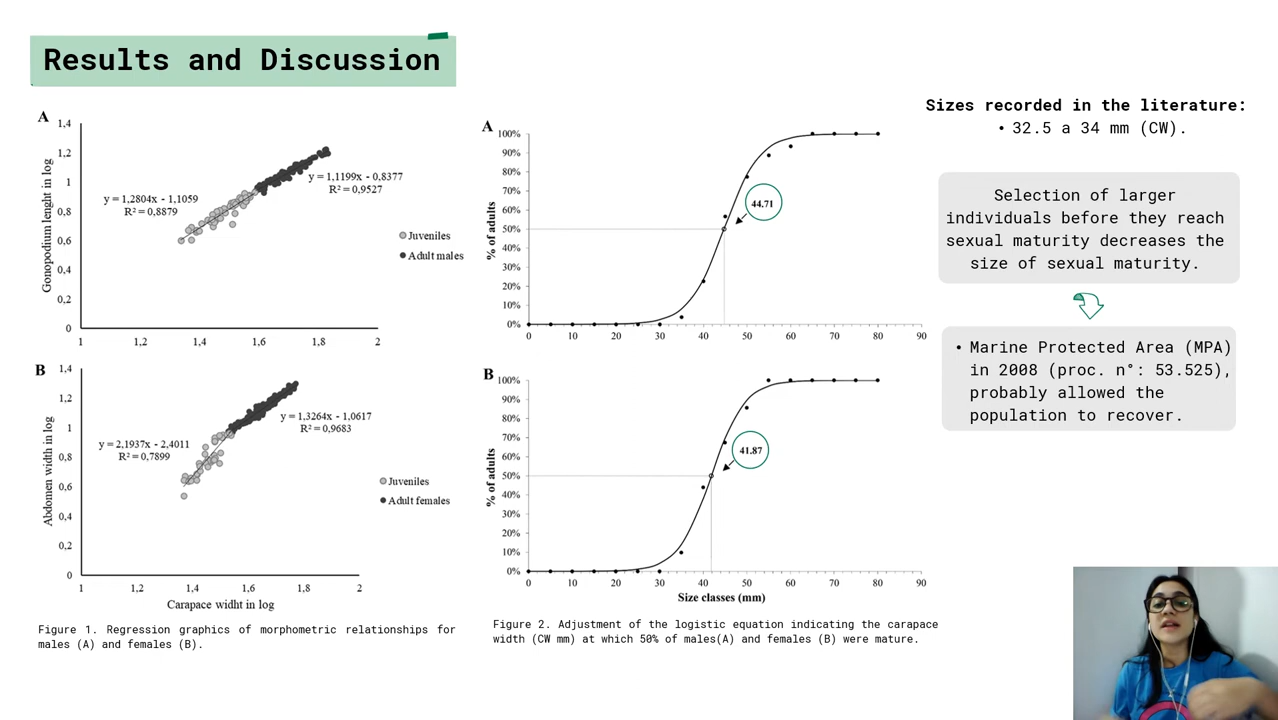 Results and Discussion
A
Gonopodium lenght in log
1,4
1,2
1
0,8
0,6
0,4
0,2
0
1
1,2
1,4
1,6
1,8
2
y = 1,2804x - 1,1059
R² = 0,8879
y = 1,1199x - 0,8377
R² = 0,9527
Juveniles
Adult males
B
Abdomen width in log
1,4
1,2
1
0,8
0,6
0,4
0,2
0
1
1,2
1,4
1,6
1,8
2
y = 2,1937x - 2,4011
R² = 0,7899
y = 1,3264x - 1,0617
R² = 0,9683
Juveniles
Adult females
Carapace widht in log
Figure 1. Regression graphics of morphometric relationships for
males (A) and females (B).
A
% of adults
100%
90%
80%
70%
60%
50%
40%
30%
20%
10%
0%
0
10
20
30
40
50
60
70
80
90
44.71
B
% of adults
100%
90%
80%
70%
60%
50%
40%
30%
20%
10%
0%
0
10
20
30
40
50
60
70
80
90
41.87
Size classes (mm)
Figure 2. Adjustment of the logistic equation indicating the carapace
width (CW mm) at which 50% of males(A) and females (B) were mature.
Sizes recorded in the literature:
• 32.5 a 34 mm (CW).
Selection of larger
individuals before they reach
sexual maturity decreases the
size of sexual maturity.
• Marine Protected Area (MPA)
in 2008 (proc. n°: 53.525),
probably allowed the
population to recover.